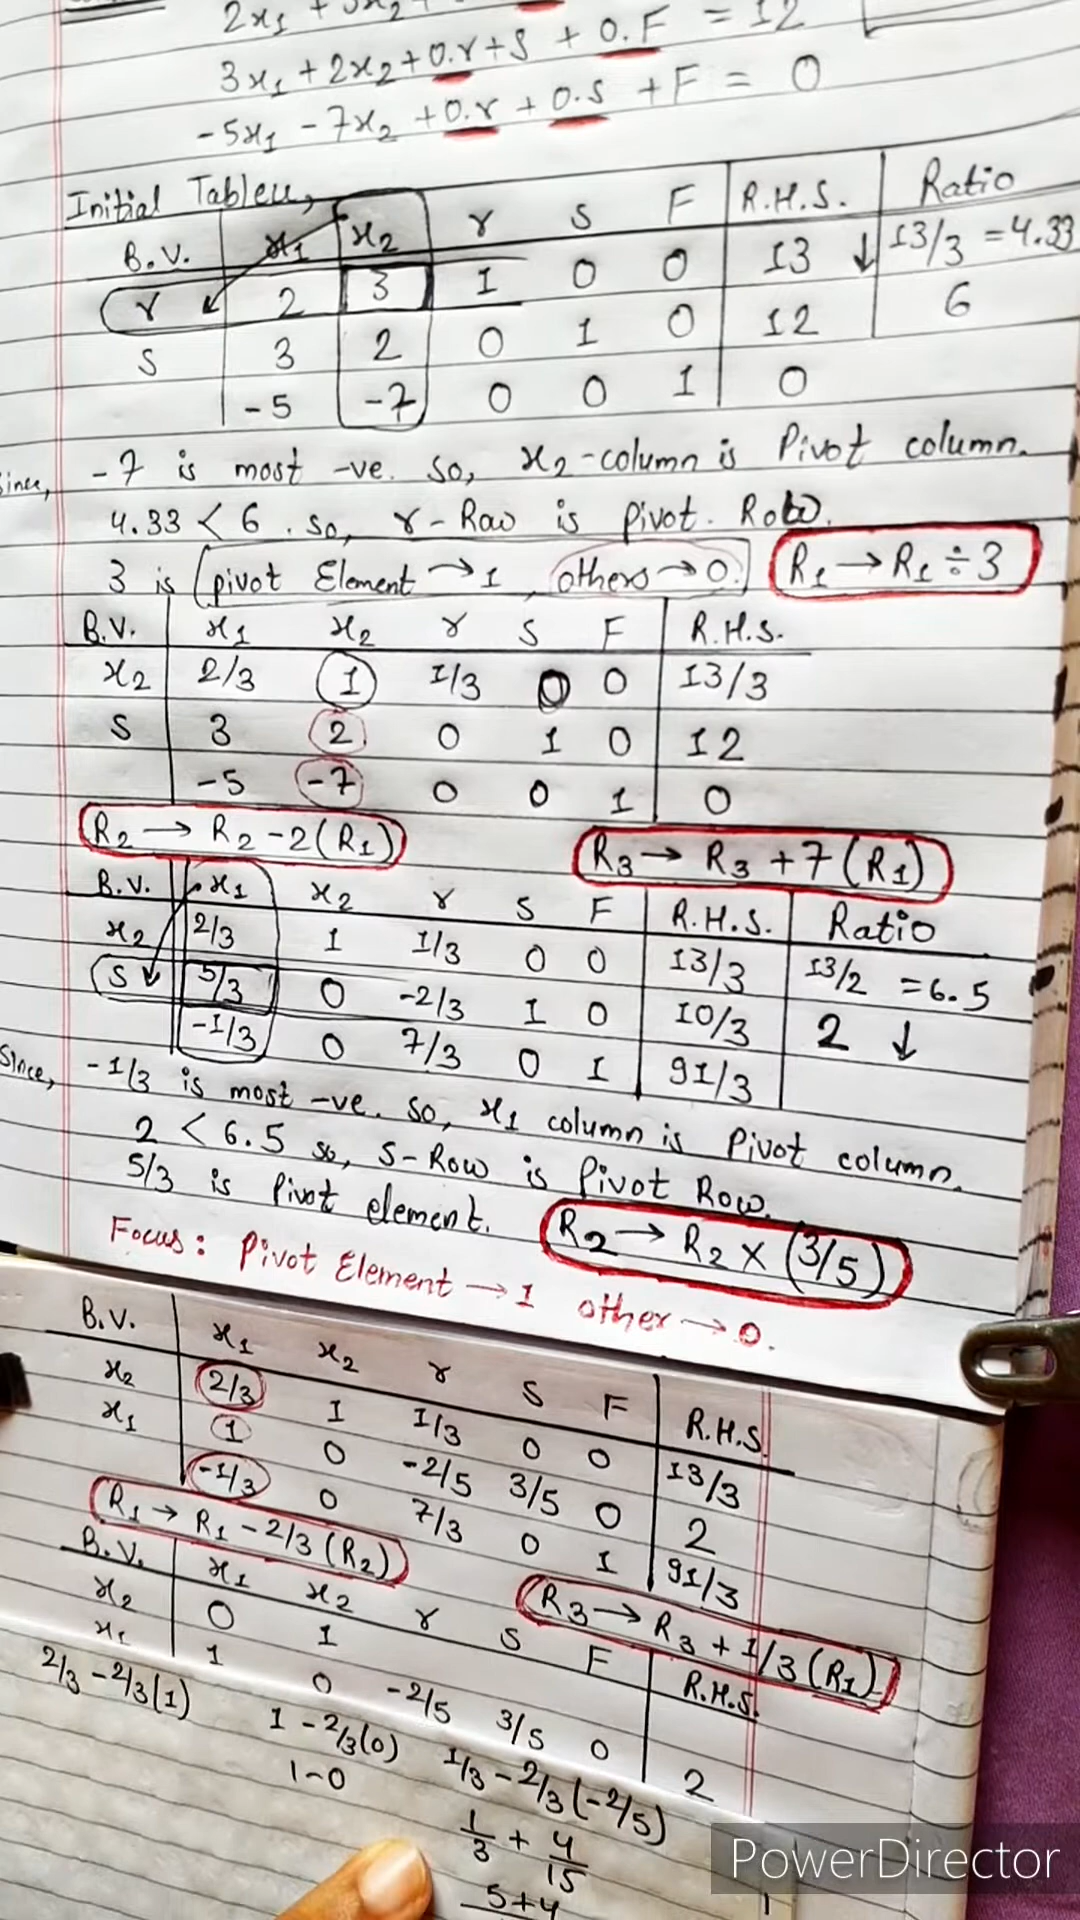 2x₁ + 3x₂
= 12
3x₁ + 2x₂ + 0.r + S + 0.F
-5x₁ - 7x₂ + 0.r + 0.S + F = 0
Initial Tableu,
B.V. x₁ x₂ r S F R.H.S. Ratio
r 2 3 1 0 0 13 ↓ 13/3 = 4.33
S 3 2 0 1 0 12 6
-5 -7 0 0 1 0
Since, -7 is most -ve. So, x₂-column is Pivot column.
4.33 < 6 . So, r-Row is pivot. Row.
3 is pivot Element → 1, others → 0. R₁ → R₁ ÷ 3
B.V. x₁ x₂ r S F R.H.S.
x₂ 2/3 1 1/3 0 0 13/3
S 3 2 0 1 0 12
-5 -7 0 0 1 0
R₂ → R₂ - 2(R₁) R₃ → R₃ + 7(R₁)
B.V. x₁ x₂ r S F R.H.S. Ratio
x₂ 2/3 1 1/3 0 0 13/3 13/2 = 6.5
S 5/3 0 -2/3 1 0 10/3 2 ↓
-1/3 0 7/3 0 1 91/3
Since, -1/3 is most -ve. So, x₁ column is Pivot column.
2 < 6.5 so, S-Row is Pivot Row.
5/3 is Pivot element. R₂ → R₂ × (3/5)
Focus: Pivot Element → 1 other → 0.
B.V. x₁ x₂ r S F R.H.S.
x₂ 2/3 1 1/3 0 0 13/3
x₁ 1 0 -2/5 3/5 0 2
-1/3 0 7/3 0 1 91/3
R₁ → R₁ - 2/3(R₂) R₃ → R₃ + 1/3(R₁)
B.V. x₁ x₂ r S F R.H.S.
x₂ 0 1
x₁ 1 0 -2/5 3/5 0 2
2/3 - 2/3(1) 1 - 2/3(0) 1/3 - 2/3(-2/5)
1-0 1/3 + 4/15
5+4
PowerDirector